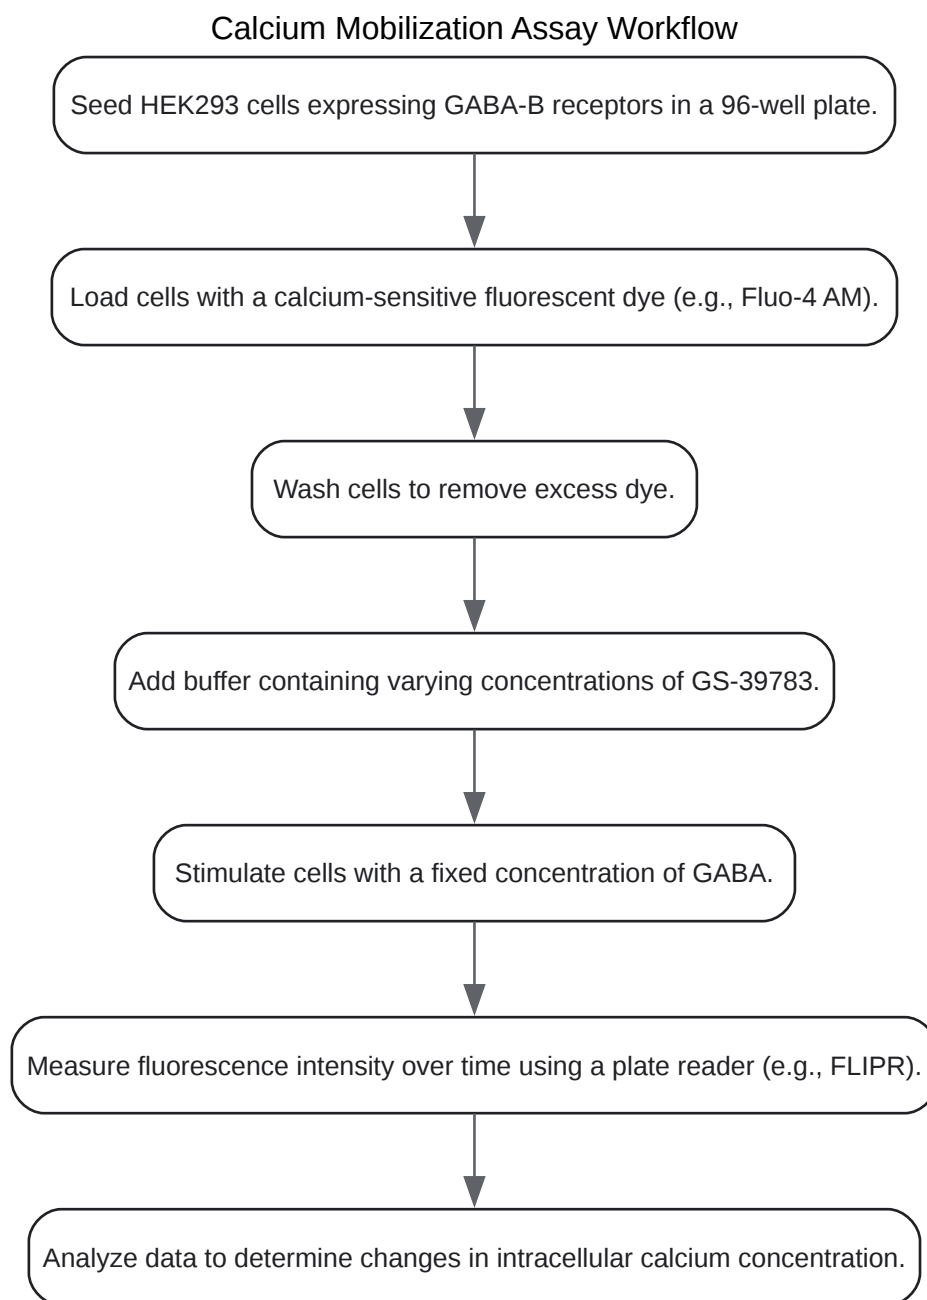 Calcium Mobilization Assay Workflow
Seed HEK293 cells expressing GABA-B receptors in a 96-well plate.
Load cells with a calcium-sensitive fluorescent dye (e.g., Fluo-4 AM).
Wash cells to remove excess dye.
Add buffer containing varying concentrations of GS-39783.
Stimulate cells with a fixed concentration of GABA.
Measure fluorescence intensity over time using a plate reader (e.g., FLIPR).
Analyze data to determine changes in intracellular calcium concentration.